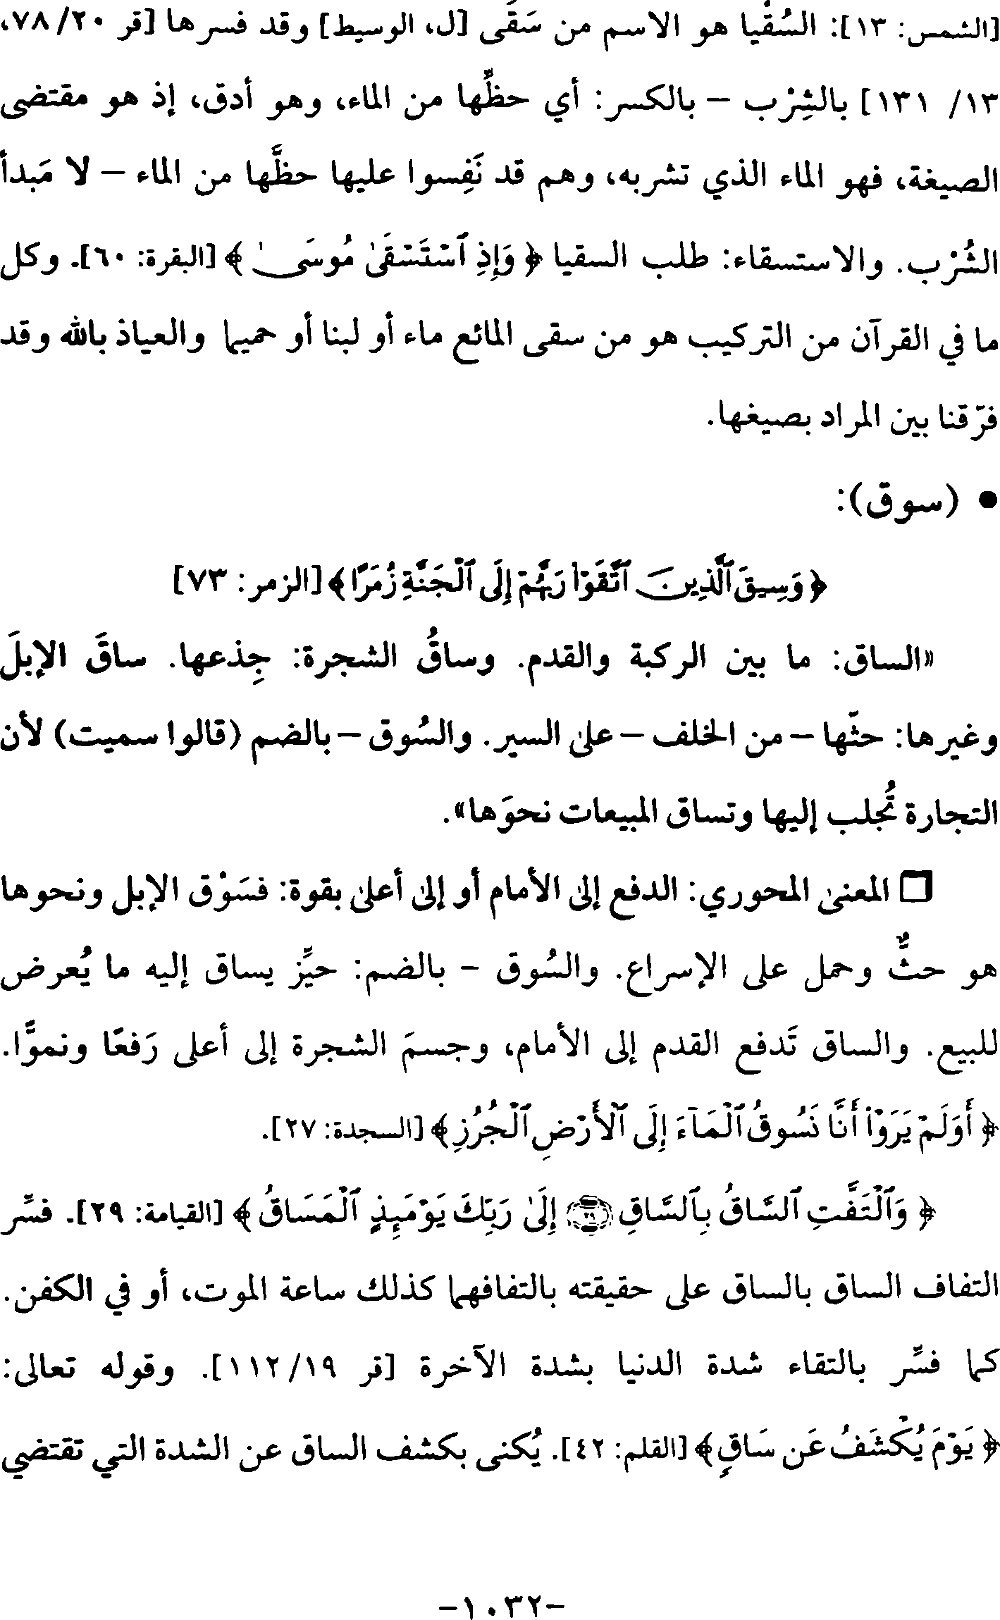 [الشمس: ١٣]: السُقْيا هو الاسم من سَقَى [ل، الوسيط] وقد فسرها [قر ٢٠/ ٧٨،
١٣/ ١٣١] بالشِرْب – بالكسر: أي حظِّها من الماء، وهو أدق، إذ هو مقتضى
الصيغة، فهو الماء الذي تشربه، وهم قد نَفِسوا عليها حظَّها من الماء – لا مَبدأ
الشُرْب. والاستسقاء: طلب السقيا ﴿ وَإِذِ ٱسْتَسْقَىٰ مُوسَىٰ ﴾ [البقرة: ٦٠]. وكل
ما في القرآن من التركيب هو من سقى المائع ماء أو لبنا أو حميما والعياذ بالله وقد
فرّقنا بين المراد بصيغها.
• (سوق):
﴿ وَسِيقَ ٱلَّذِينَ ٱتَّقَوْاْ رَبَّهُمْ إِلَى ٱلْجَنَّةِ زُمَرًا ﴾ [الزمر: ٧٣]
«الساق: ما بين الركبة والقدم. وساقُ الشجرة: جِذعها. ساقَ الإبلَ
وغيرها: حثّها – من الخلف – على السير. والسُوق – بالضم (قالوا سميت) لأن
التجارة تُجلب إليها وتساق المبيعات نحوَها».
❒ المعنى المحوري: الدفع إلى الأمام أو إلى أعلى بقوة: فسَوْق الإبل ونحوها
هو حثٌّ وحمل على الإسراع. والسُوق - بالضم: حيِّز يساق إليه ما يُعرض
للبيع. والساق تَدفع القدم إلى الأمام، وجسمَ الشجرة إلى أعلى رَفعًا ونموًّا.
﴿ أَوَلَمْ يَرَوْاْ أَنَّا نَسُوقُ ٱلْمَآءَ إِلَى ٱلْأَرْضِ ٱلْجُرُزِ ﴾ [السجدة: ٢٧].
﴿ وَٱلْتَفَّتِ ٱلسَّاقُ بِٱلسَّاقِ ۝٢٩ إِلَىٰ رَبِّكَ يَوْمَئِذٍ ٱلْمَسَاقُ ﴾ [القيامة: ٢٩]. فسِّر
التفاف الساق بالساق على حقيقته بالتفافهما كذلك ساعة الموت، أو في الكفن.
كما فسِّر بالتقاء شدة الدنيا بشدة الآخرة [قر ١٩/ ١١٢]. وقوله تعالى:
﴿ يَوْمَ يُكْشَفُ عَن سَاقٍ ﴾ [القلم: ٤٢]. يُكنى بكشف الساق عن الشدة التي تقتضي
-١٠٣٢-